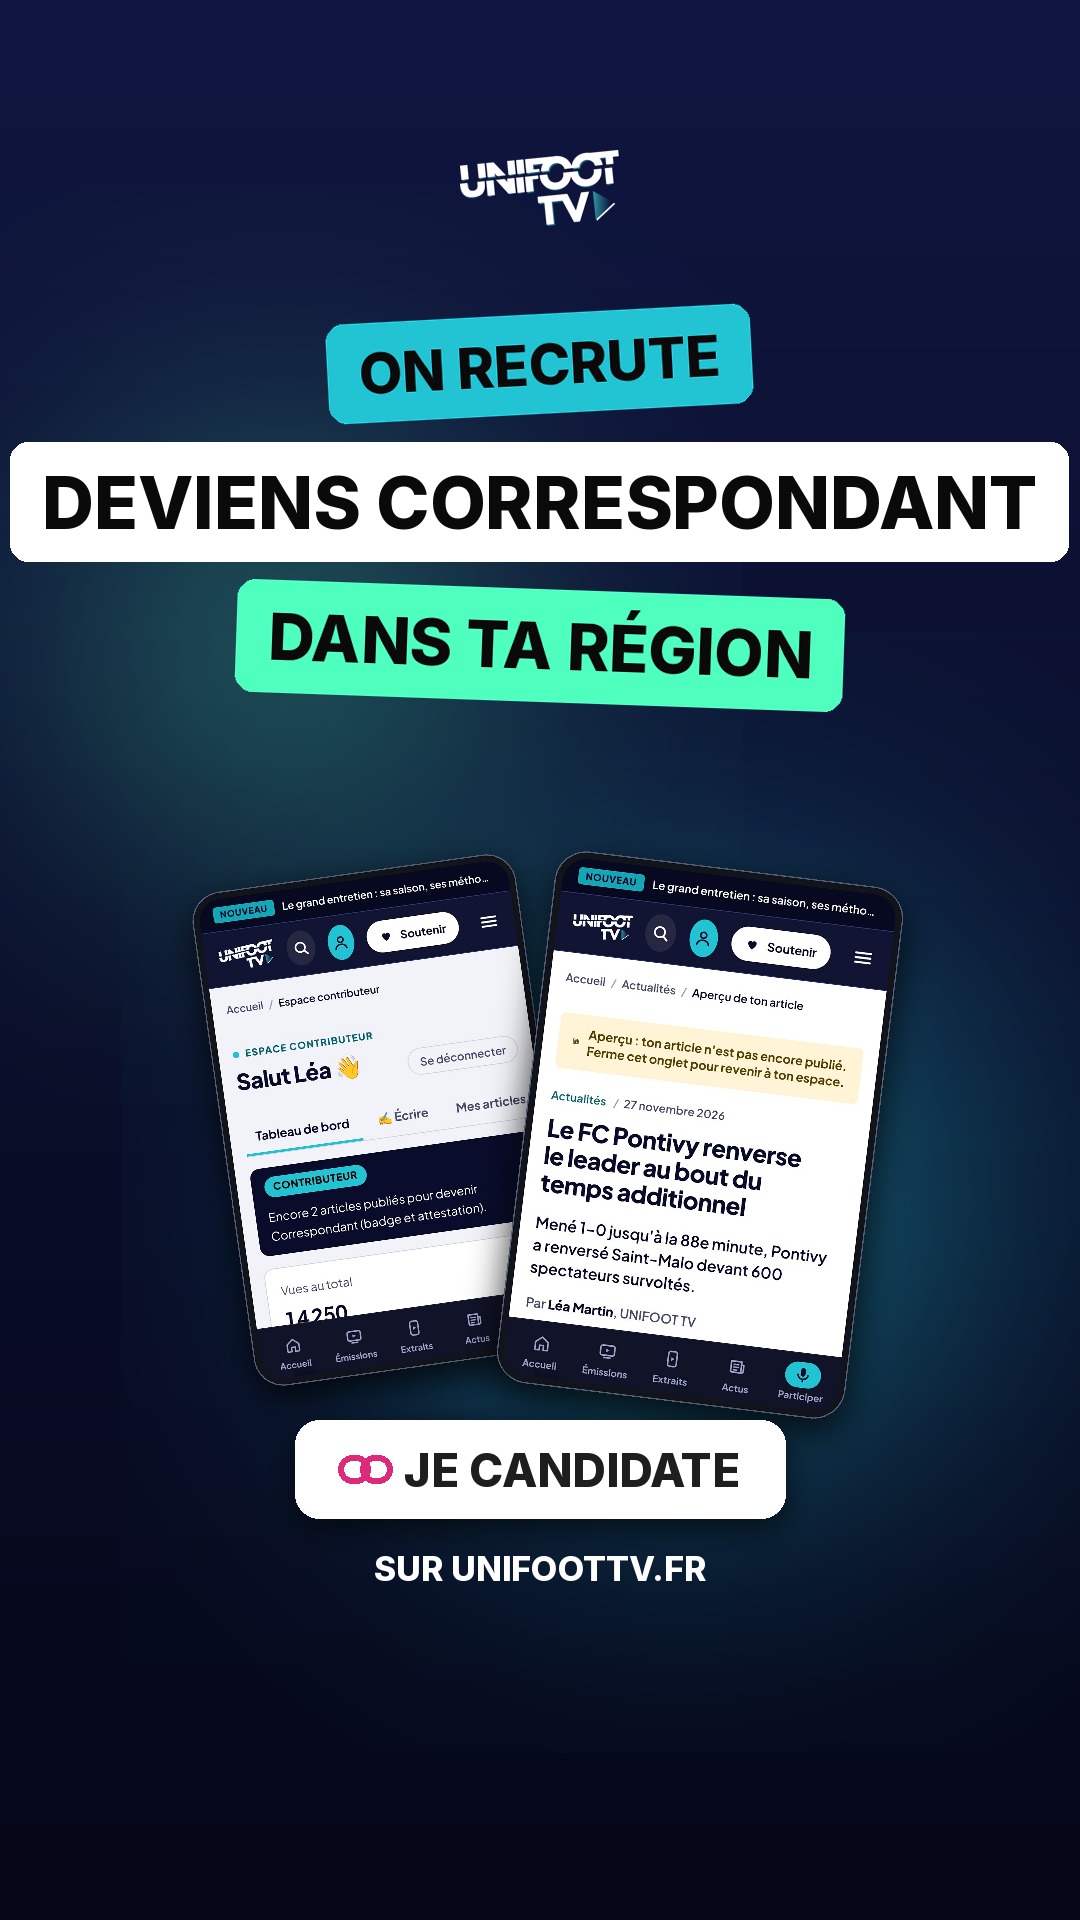 UNIFOOT
TV
ON RECRUTE
DEVIENS CORRESPONDANT
DANS TA RÉGION
NOUVEAU Le grand entretien : sa saison, ses métho...
UNIFOOT
TV
Soutenir
Accueil / Espace contributeur
ESPACE CONTRIBUTEUR
Salut Léa 👋
Se déconnecter
Tableau de bord
✍️ Écrire
Mes articles
CONTRIBUTEUR
Encore 2 articles publiés pour devenir
Correspondant (badge et attestation).
Vues au total
14 250
Accueil
Émissions
Extraits
Actus
NOUVEAU Le grand entretien : sa saison, ses métho...
UNIFOOT
TV
Soutenir
Accueil / Actualités / Aperçu de ton article
Aperçu : ton article n'est pas encore publié.
Ferme cet onglet pour revenir à ton espace.
Actualités / 27 novembre 2026
Le FC Pontivy renverse
le leader au bout du
temps additionnel
Mené 1-0 jusqu'à la 88e minute, Pontivy
a renversé Saint-Malo devant 600
spectateurs survoltés.
Par Léa Martin, UNIFOOT TV
Accueil
Émissions
Extraits
Actus
Participer
JE CANDIDATE
SUR UNIFOOTTV.FR